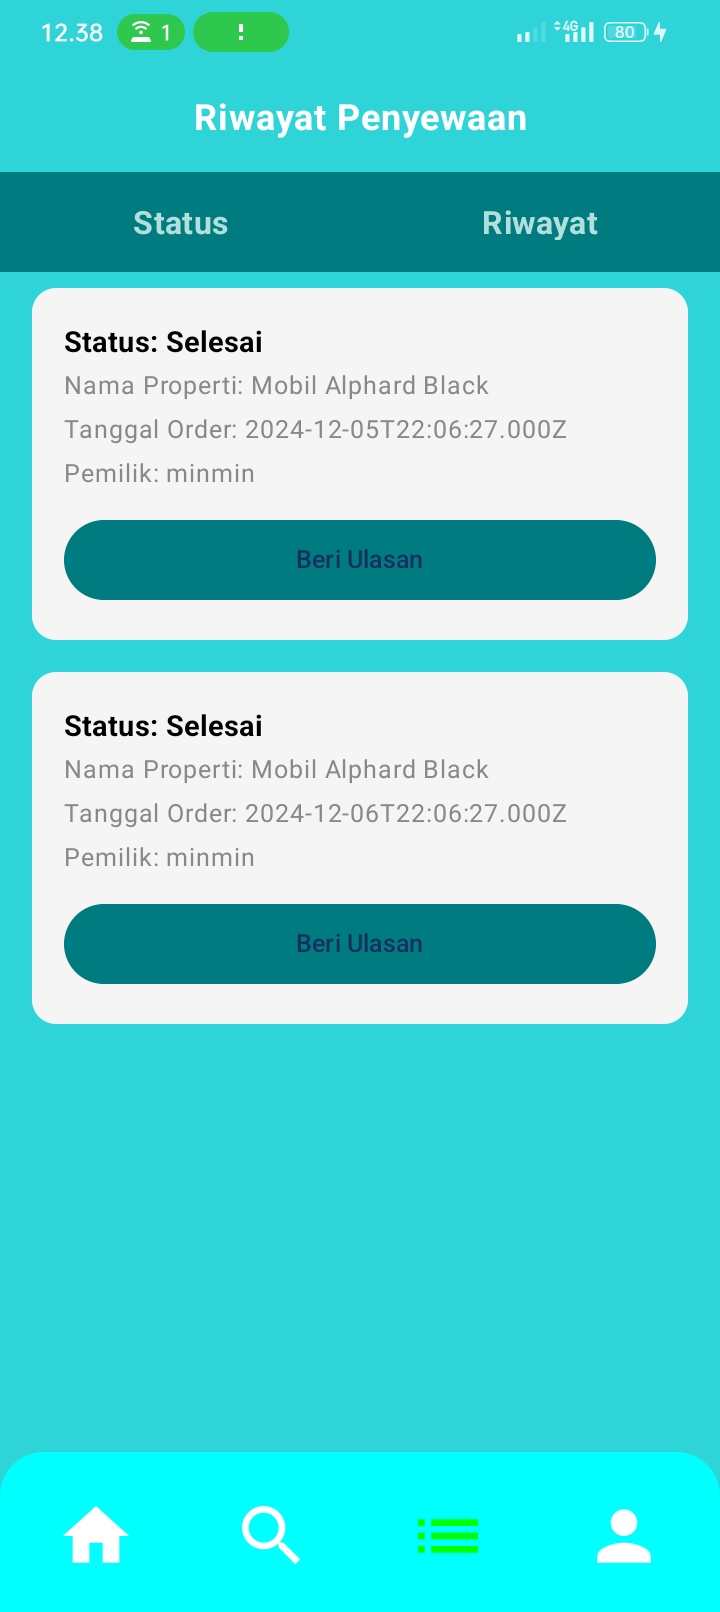 12.38 1 ! 4G 80
Riwayat Penyewaan
Status Riwayat
Status: Selesai
Nama Properti: Mobil Alphard Black
Tanggal Order: 2024-12-05T22:06:27.000Z
Pemilik: minmin
Beri Ulasan
Status: Selesai
Nama Properti: Mobil Alphard Black
Tanggal Order: 2024-12-06T22:06:27.000Z
Pemilik: minmin
Beri Ulasan